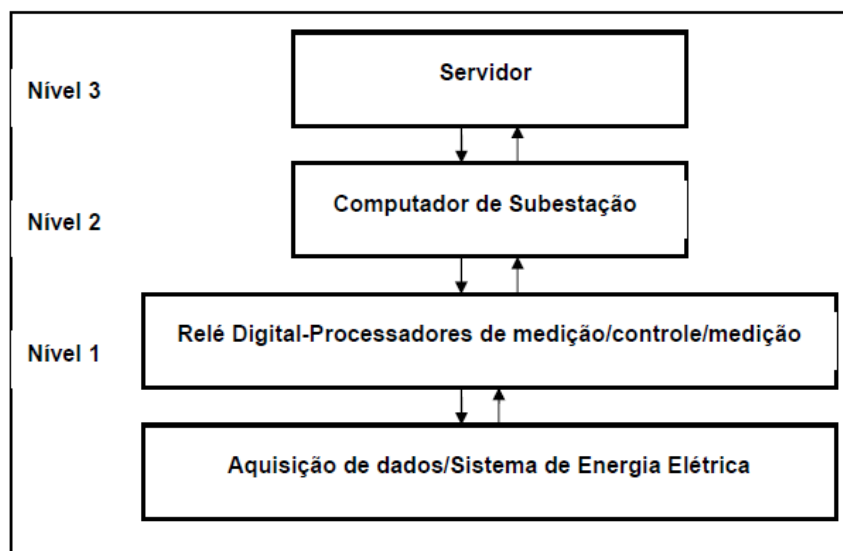 Nível 3
Servidor
Nível 2
Computador de Subestação
Nível 1
Relé Digital-Processadores de medição/controle/medição
Aquisição de dados/Sistema de Energia Elétrica